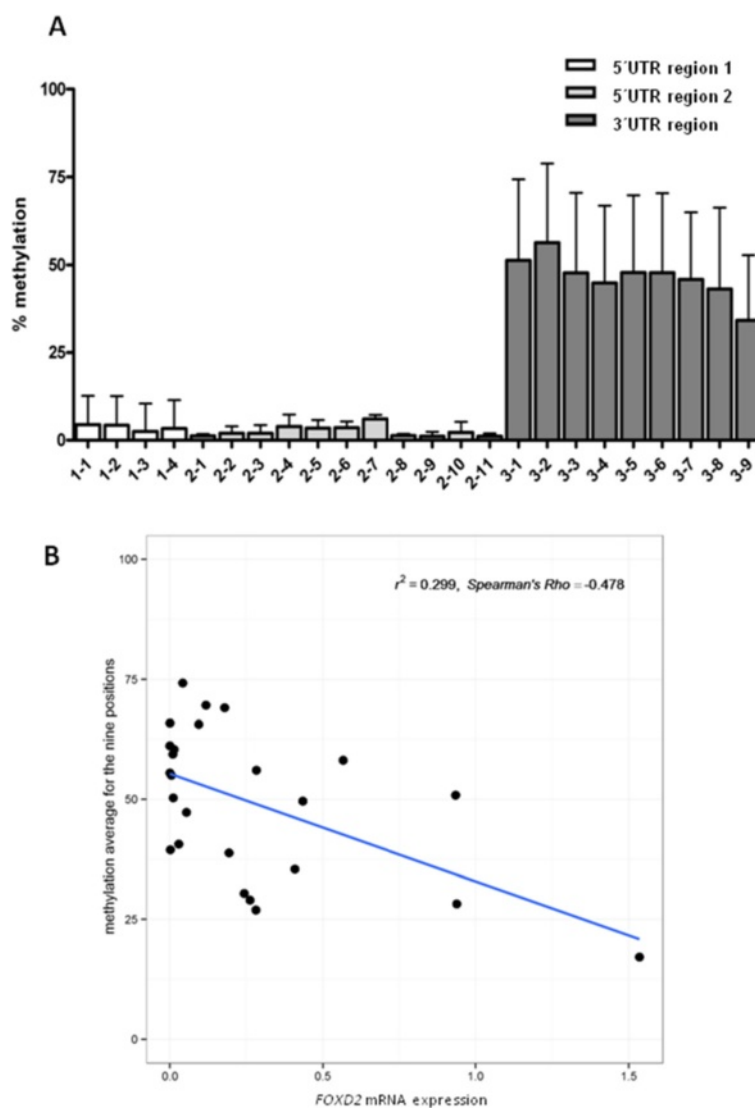 A
5´UTR region 1
5´UTR region 2
3´UTR region
% methylation
100
75
50
25
0
1-1 1-2 1-3 1-4 2-1 2-2 2-3 2-4 2-5 2-6 2-7 2-8 2-9 2-10 2-11 3-1 3-2 3-3 3-4 3-5 3-6 3-7 3-8 3-9
B
r² = 0.299, Spearman's Rho = -0.478
methylation average for the nine positions
100
75
50
25
0
0.0 0.5 1.0 1.5
FOXD2 mRNA expression